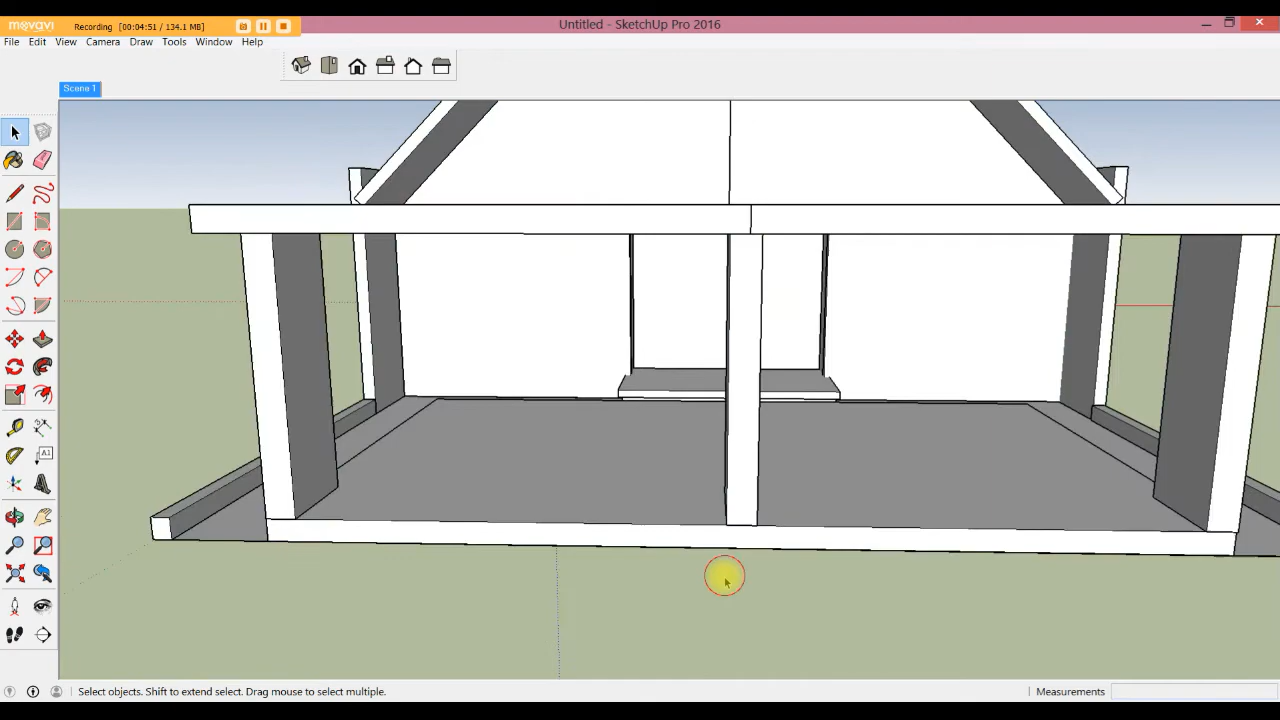 movavi
Recording [00:04:51 / 134.1 MB]
Untitled - SketchUp Pro 2016
File Edit View Camera Draw Tools Window Help
Scene 1
A1
Select objects. Shift to extend select. Drag mouse to select multiple.
Measurements